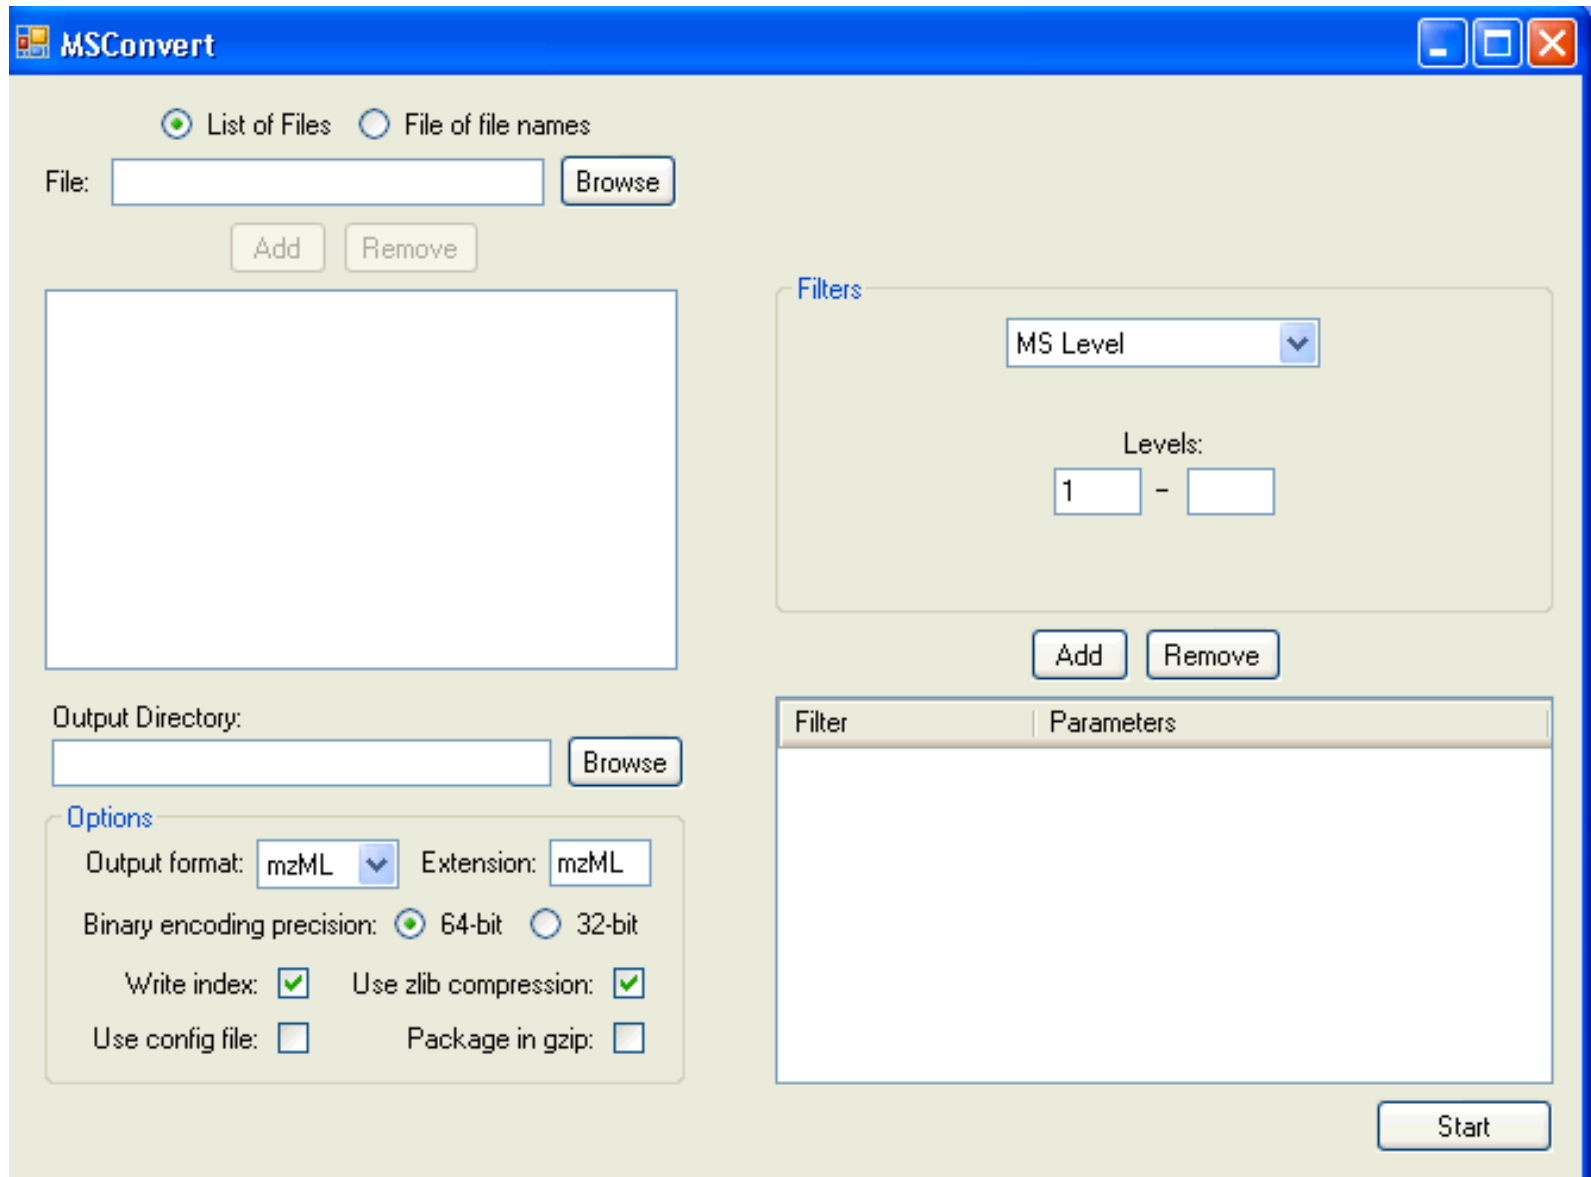 MSConvert
List of Files File of file names
File: Browse
Add Remove
Output Directory:
Browse
Options
Output format: mzML Extension: mzML
Binary encoding precision: 64-bit 32-bit
Write index: Use zlib compression:
Use config file: Package in gzip:
Filters
MS Level
Levels:
1 -
Add Remove
Filter Parameters
Start